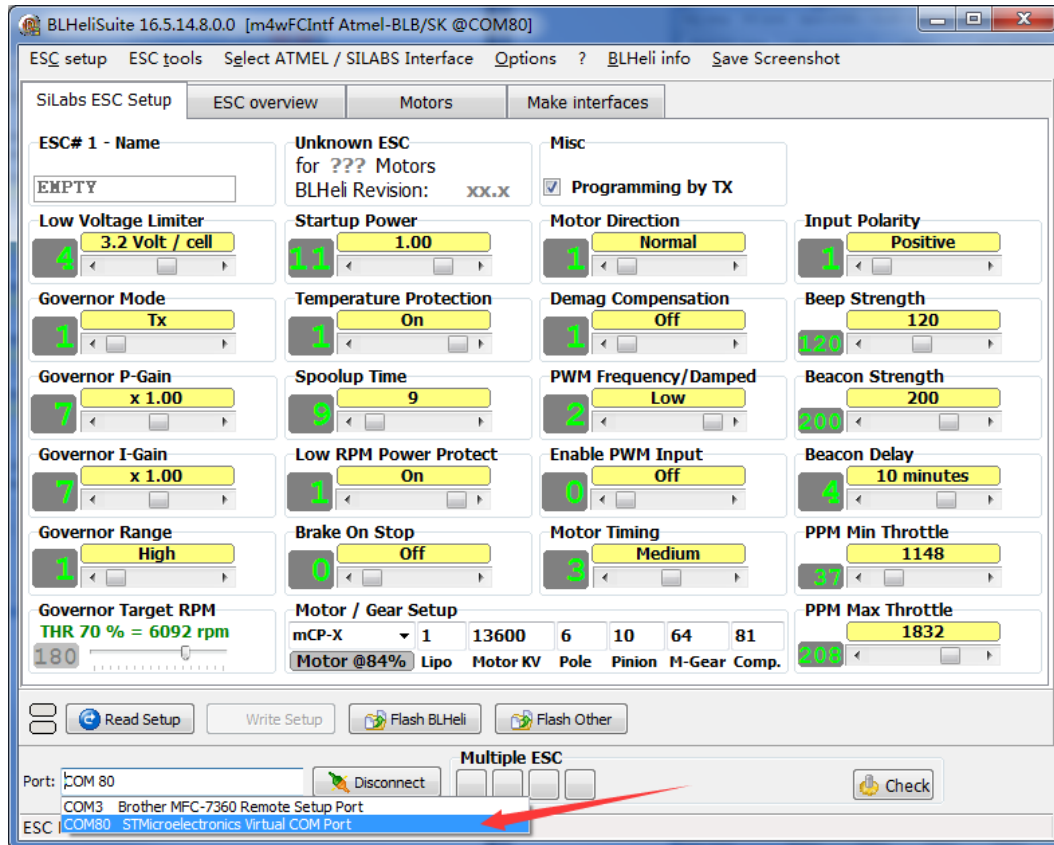 BLHeliSuite 16.5.14.8.0.0 [m4wFCIntf Atmel-BLB/SK @COM80]
ESC setup ESC tools Select ATMEL / SILABS Interface Options ? BLHeli info Save Screenshot
SiLabs ESC Setup ESC overview Motors Make interfaces
ESC# 1 - Name Unknown ESC Misc
for ??? Motors
EMPTY BLHeli Revision: xx.x Programming by TX
Low Voltage Limiter Startup Power Motor Direction Input Polarity
4 3.2 Volt / cell 11 1.00 1 Normal 1 Positive
Governor Mode Temperature Protection Demag Compensation Beep Strength
1 Tx 1 On 1 Off 120 120
Governor P-Gain Spoolup Time PWM Frequency/Damped Beacon Strength
7 x 1.00 9 9 2 Low 200 200
Governor I-Gain Low RPM Power Protect Enable PWM Input Beacon Delay
7 x 1.00 1 On 0 Off 4 10 minutes
Governor Range Brake On Stop Motor Timing PPM Min Throttle
1 High 0 Off 3 Medium 37 1148
Governor Target RPM Motor / Gear Setup PPM Max Throttle
THR 70 % = 6092 rpm mCP-X 1 13600 6 10 64 81 1832
180 Motor @84% Lipo Motor KV Pole Pinion M-Gear Comp. 208
Read Setup Write Setup Flash BLHeli Flash Other
Multiple ESC
Port: COM 80 Disconnect Check
COM3 Brother MFC-7360 Remote Setup Port
ESC COM80 STMicroelectronics Virtual COM Port